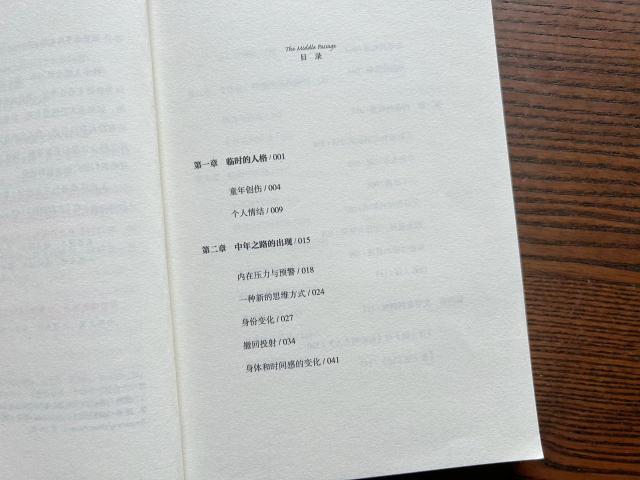 The Middle Passage
目 录
第一章 临时的人格 / 001
童年创伤 / 004
个人情结 / 009
第二章 中年之路的出现 / 015
内在压力与预警 / 018
一种新的思维方式 / 024
身份变化 / 027
撤回投射 / 034
身体和时间感的变化 / 041